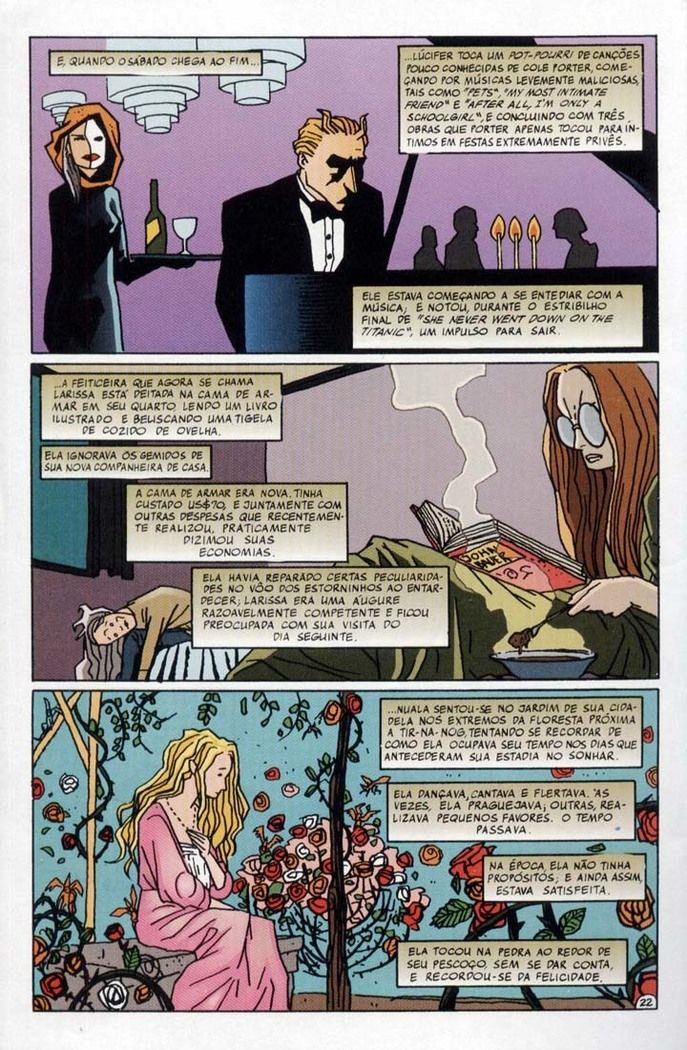 E, QUANDO O SÁBADO CHEGA AO FIM...
...LÚCIFER TOCA UM POT-POURRI DE CANÇÕES
POUCO CONHECIDAS DE COLE PORTER, COME-
ÇANDO POR MÚSICAS LEVEMENTE MALICIOSAS,
TAIS COMO "PETS", "MY MOST INTIMATE
FRIEND" E "AFTER ALL, I'M ONLY A
SCHOOLGIRL", E CONCLUINDO COM TRÊS
OBRAS QUE PORTER APENAS TOCOU PARA ÍN-
TIMOS EM FESTAS EXTREMAMENTE PRIVÊS.
ELE ESTAVA COMEÇANDO A SE ENTEDIAR COM A
MÚSICA, E NOTOU, DURANTE O ESTRIBILHO
FINAL DE "SHE NEVER WENT DOWN ON THE
TITANIC", UM IMPULSO PARA SAIR.
...A FEITICEIRA QUE AGORA SE CHAMA
LARISSA ESTÁ DEITADA NA CAMA DE AR-
MAR EM SEU QUARTO, LENDO UM LIVRO
ILUSTRADO E BELISCANDO UMA TIGELA
DE COZIDO DE OVELHA.
ELA IGNORAVA OS GEMIDOS DE
SUA NOVA COMPANHEIRA DE CASA.
A CAMA DE ARMAR ERA NOVA. TINHA
CUSTADO US$70, E JUNTAMENTE COM
OUTRAS DESPESAS QUE RECENTEMEN-
TE REALIZOU, PRATICAMENTE
DIZIMOU SUAS
ECONOMIAS.
ELA HAVIA REPARADO CERTAS PECULIARIDA-
DES NO VÔO DOS ESTORNINHOS AO ENTAR-
DECER; LARISSA ERA UMA ÁUGURE
RAZOAVELMENTE COMPETENTE E FICOU
PREOCUPADA COM SUA VISITA DO
DIA SEGUINTE.
JOHN
...NUALA SENTOU-SE NO JARDIM DE SUA CIDA-
DELA NOS EXTREMOS DA FLORESTA PRÓXIMA
A TIR-NA-NOG, TENTANDO SE RECORDAR DE
COMO ELA OCUPAVA SEU TEMPO NOS DIAS QUE
ANTECEDERAM SUA ESTADIA NO SONHAR.
ELA DANÇAVA, CANTAVA E FLERTAVA. ÀS
VEZES, ELA PRAGUEJAVA; OUTRAS, REA-
LIZAVA PEQUENOS FAVORES. O TEMPO
PASSAVA.
NA ÉPOCA, ELA NÃO TINHA
PROPÓSITOS; E AINDA ASSIM,
ESTAVA SATISFEITA.
ELA TOCOU NA PEDRA AO REDOR DE
SEU PESCOÇO, SEM SE DAR CONTA,
E RECORDOU-SE DA FELICIDADE.
22